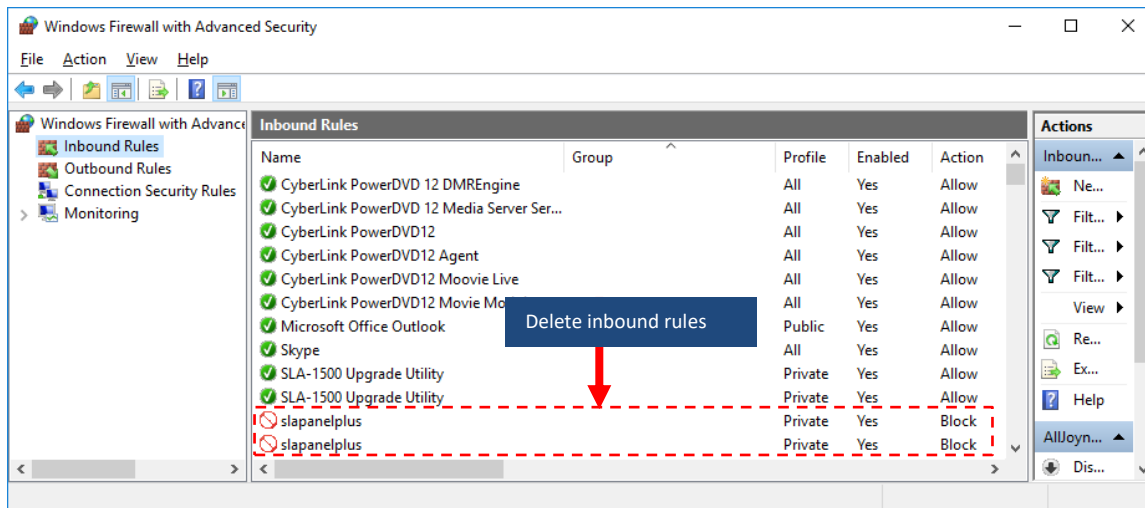 Windows Firewall with Advanced Security
File Action View Help
Windows Firewall with Advance
Inbound Rules
Outbound Rules
Connection Security Rules
Monitoring
Inbound Rules
Name Group Profile Enabled Action
CyberLink PowerDVD 12 DMREngine All Yes Allow
CyberLink PowerDVD 12 Media Server Ser... All Yes Allow
CyberLink PowerDVD12 All Yes Allow
CyberLink PowerDVD12 Agent All Yes Allow
CyberLink PowerDVD12 Moovie Live All Yes Allow
CyberLink PowerDVD12 Movie All Yes Allow
Microsoft Office Outlook Public Yes Allow
Skype All Yes Allow
SLA-1500 Upgrade Utility Private Yes Allow
SLA-1500 Upgrade Utility Private Yes Allow
slapanelplus Private Yes Block
slapanelplus Private Yes Block
Delete inbound rules
Actions
Inboun...
Ne...
Filt...
Filt...
Filt...
View
Re...
Ex...
Help
AllJoyn...
Dis...